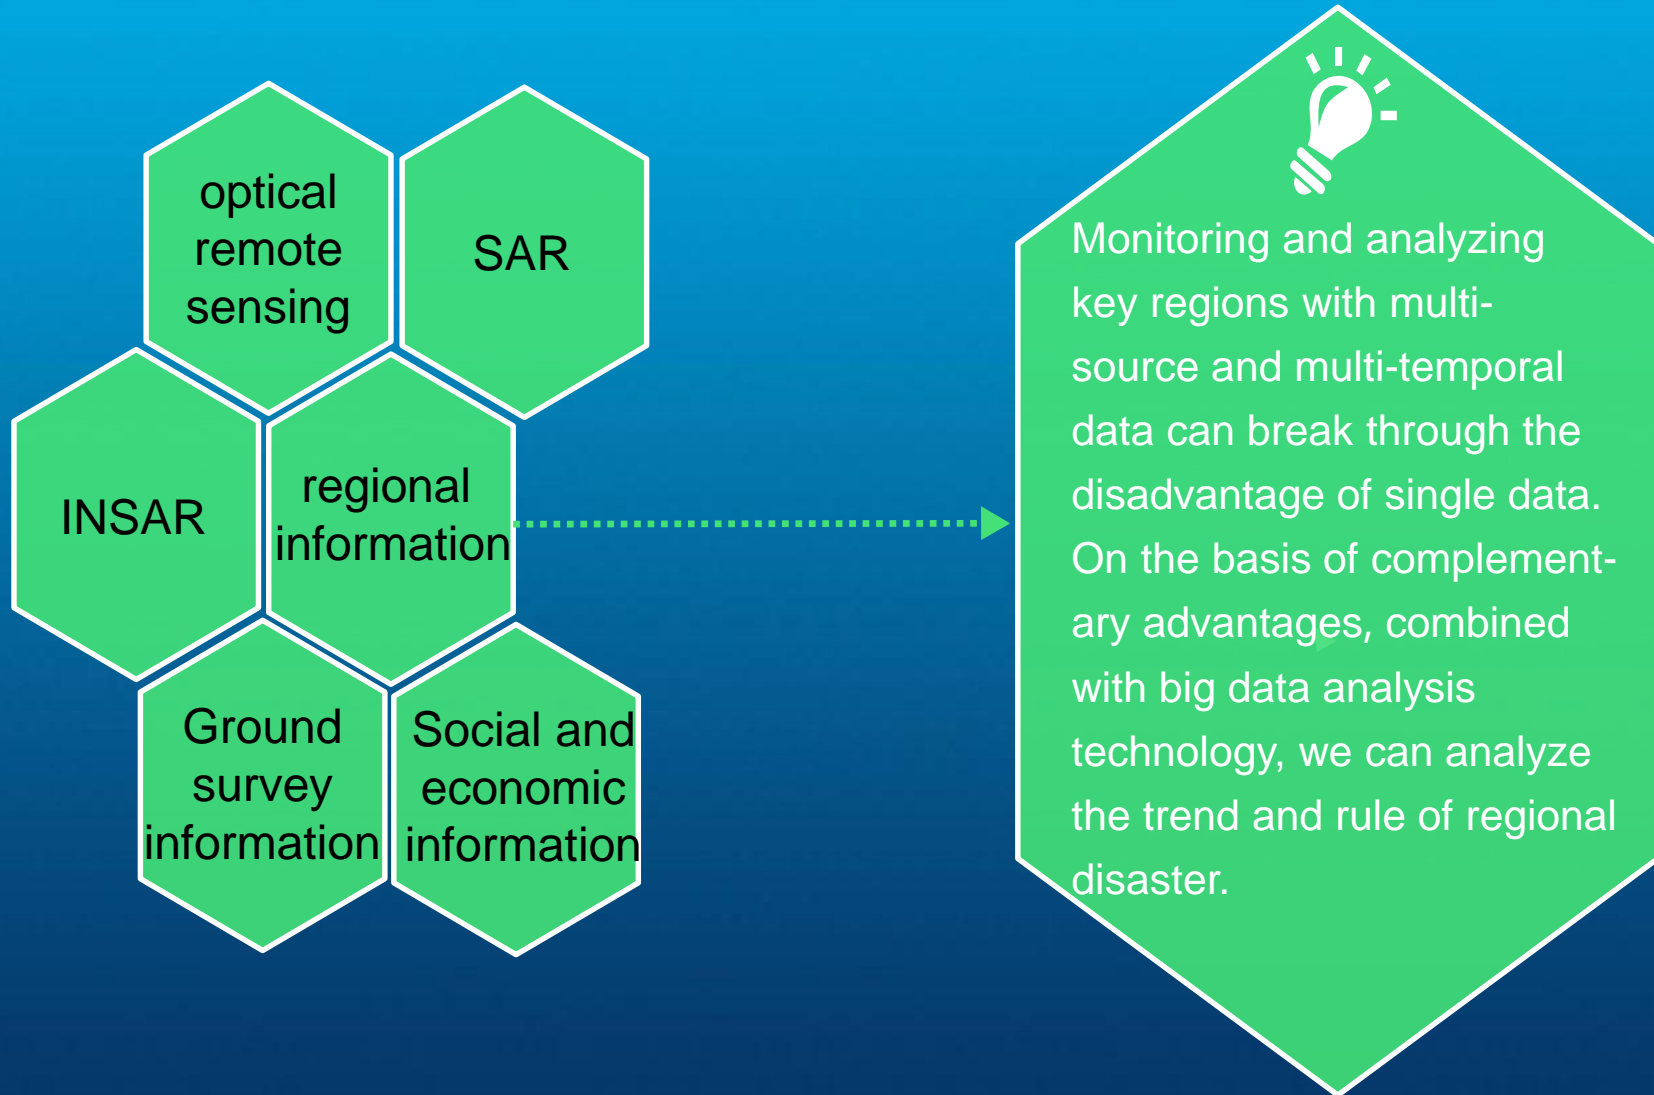 optical
remote
sensing
SAR
INSAR
regional
information
Ground
survey
information
Social and
economic
information
Monitoring and analyzing
key regions with multi-
source and multi-temporal
data can break through the
disadvantage of single data.
On the basis of complement-
ary advantages, combined
with big data analysis
technology, we can analyze
the trend and rule of regional
disaster.